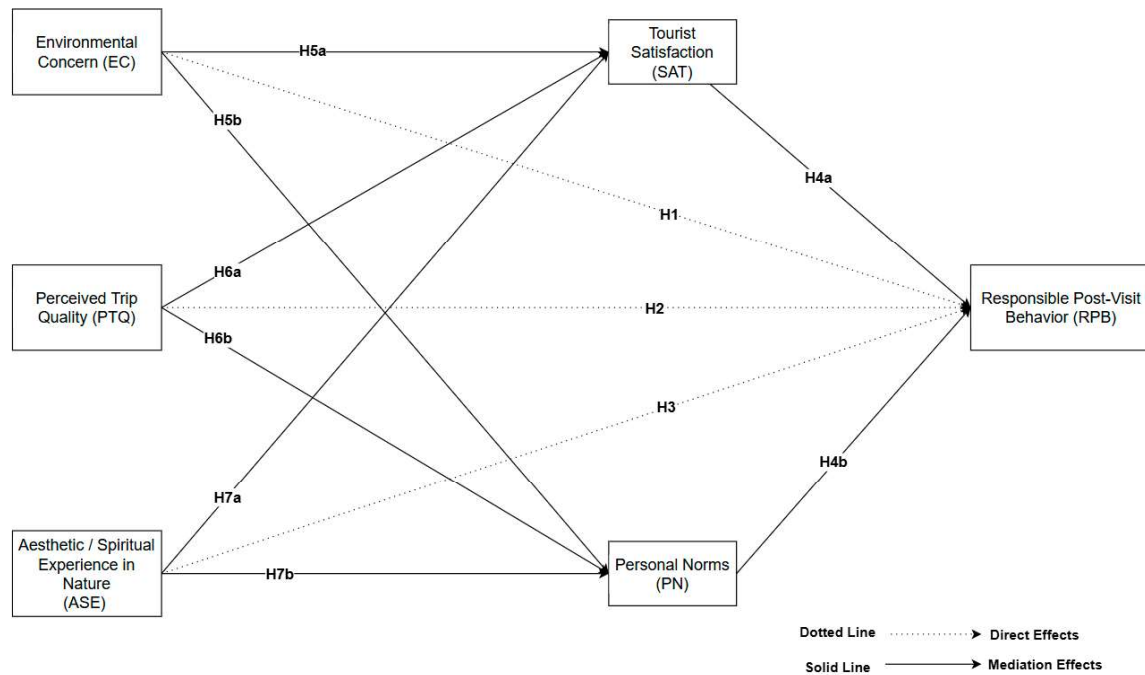 Environmental
Concern (EC)
H5a
Tourist
Satisfaction
(SAT)
H5b
H4a
H1
H6a
Perceived Trip
Quality (PTQ)
H2
Responsible Post-Visit
Behavior (RPB)
H6b
H3
H4b
H7a
Aesthetic / Spiritual
Experience in
Nature
(ASE)
H7b
Personal Norms
(PN)
Dotted Line
Direct Effects
Solid Line
Mediation Effects